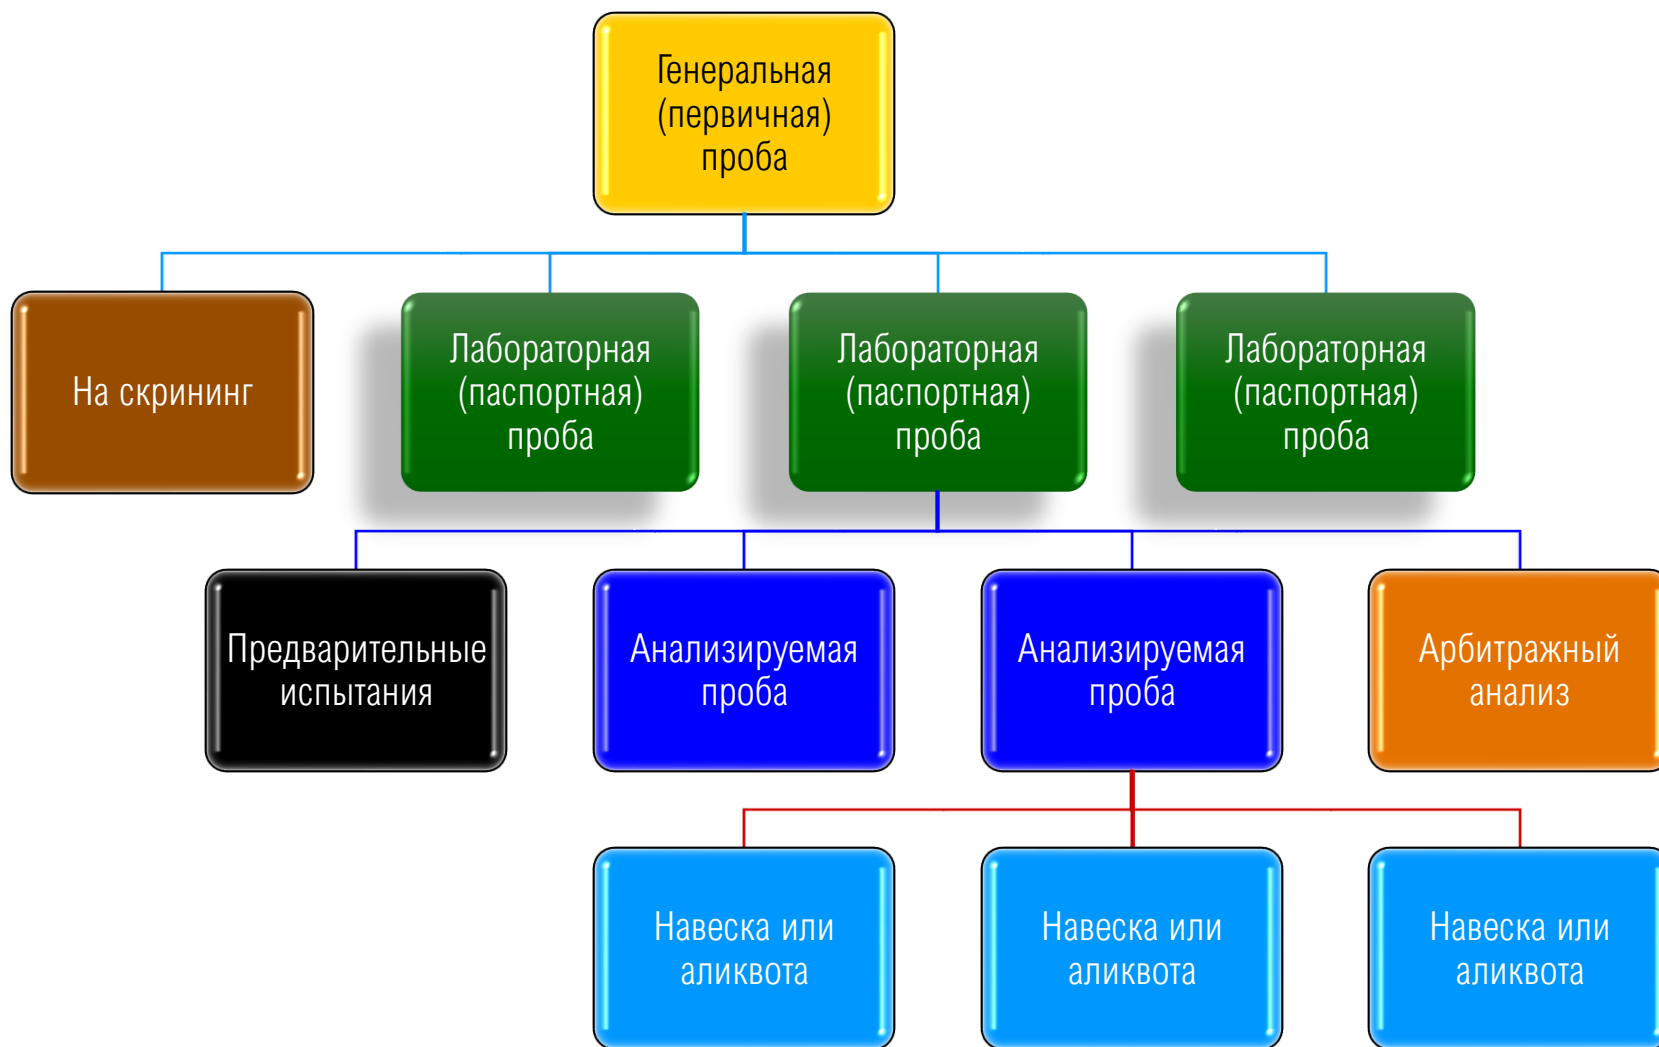 Генеральная
(первичная)
проба
На скрининг
Лабораторная
(паспортная)
проба
Лабораторная
(паспортная)
проба
Лабораторная
(паспортная)
проба
Предварительные
испытания
Анализируемая
проба
Анализируемая
проба
Арбитражный
анализ
Навеска или
аликвота
Навеска или
аликвота
Навеска или
аликвота